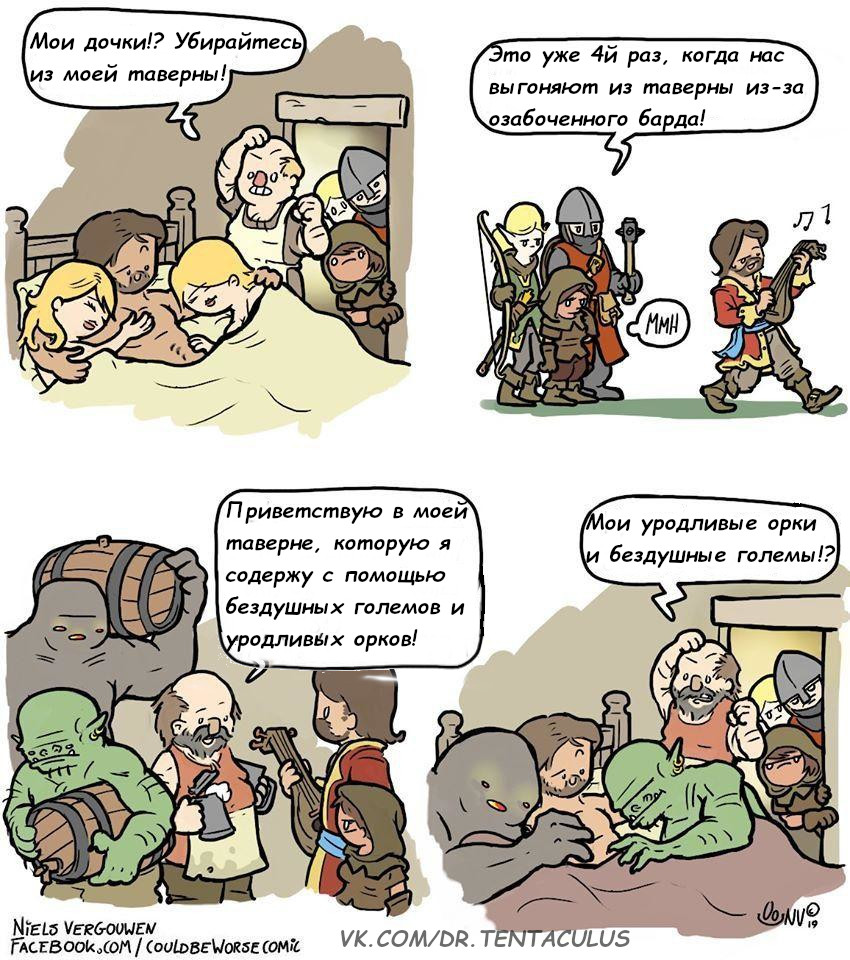 Мои дочки!? Убирайтесь
из моей таверны!
Это уже 4й раз, когда нас
выгоняют из таверны из-за
озабоченного барда!
ММН
Приветствую в моей
таверне, которую я
содержу с помощью
бездушных големов и
уродливых орков!
Мои уродливые орки
и бездушные големы!?
NIELS VERGOUWEN
FACEBOOK.COM/COULDBEWORSECOMIC
VK.COM/DR.TENTACULUS